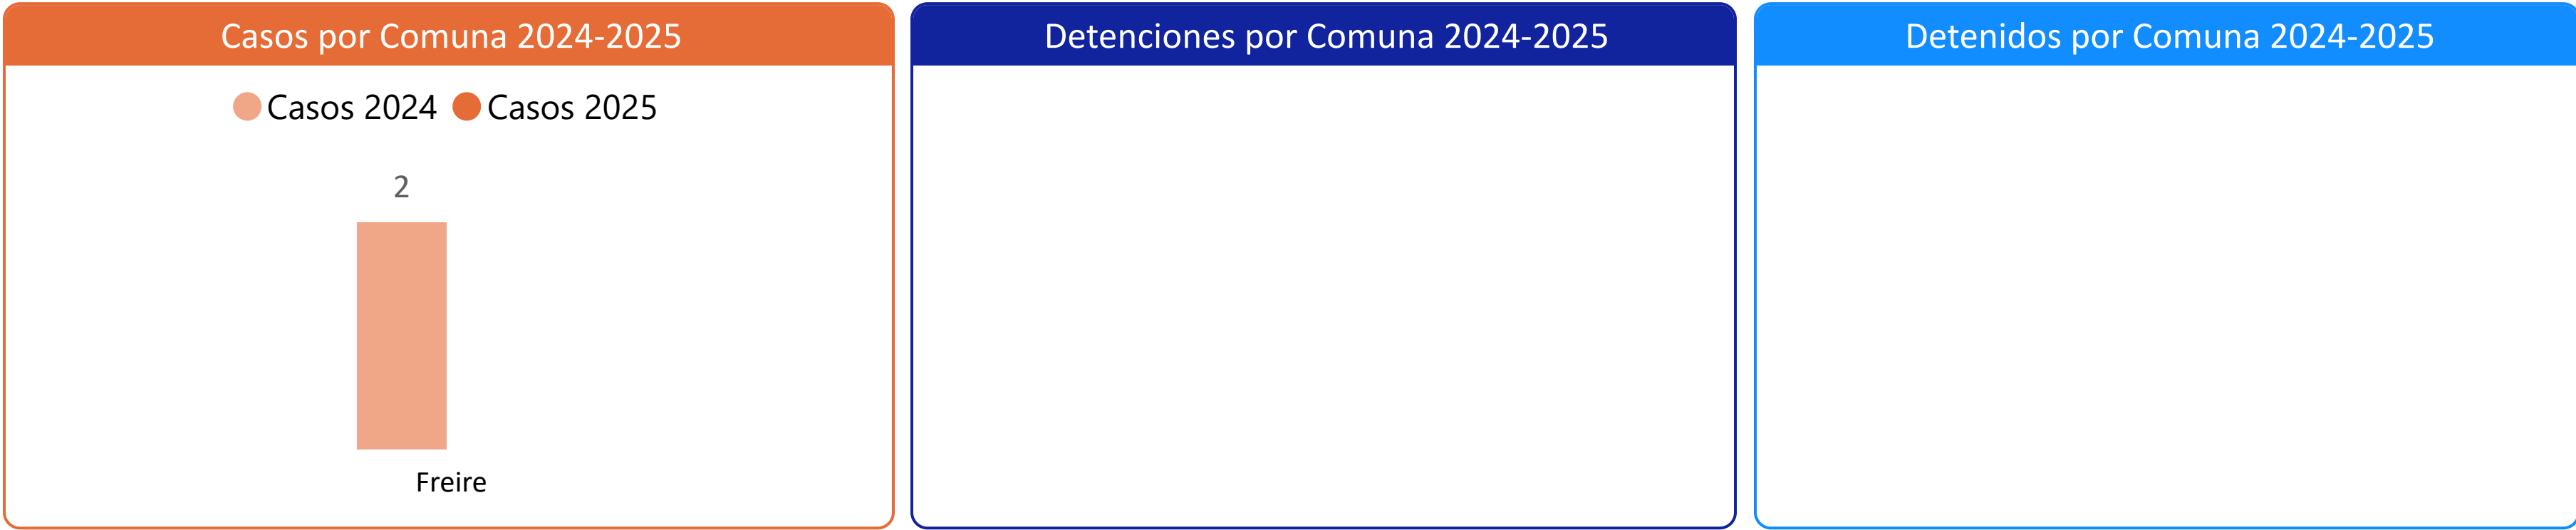 Casos por Comuna 2024-2025
Casos 2024 Casos 2025
2
Freire
Detenciones por Comuna 2024-2025
Detenidos por Comuna 2024-2025